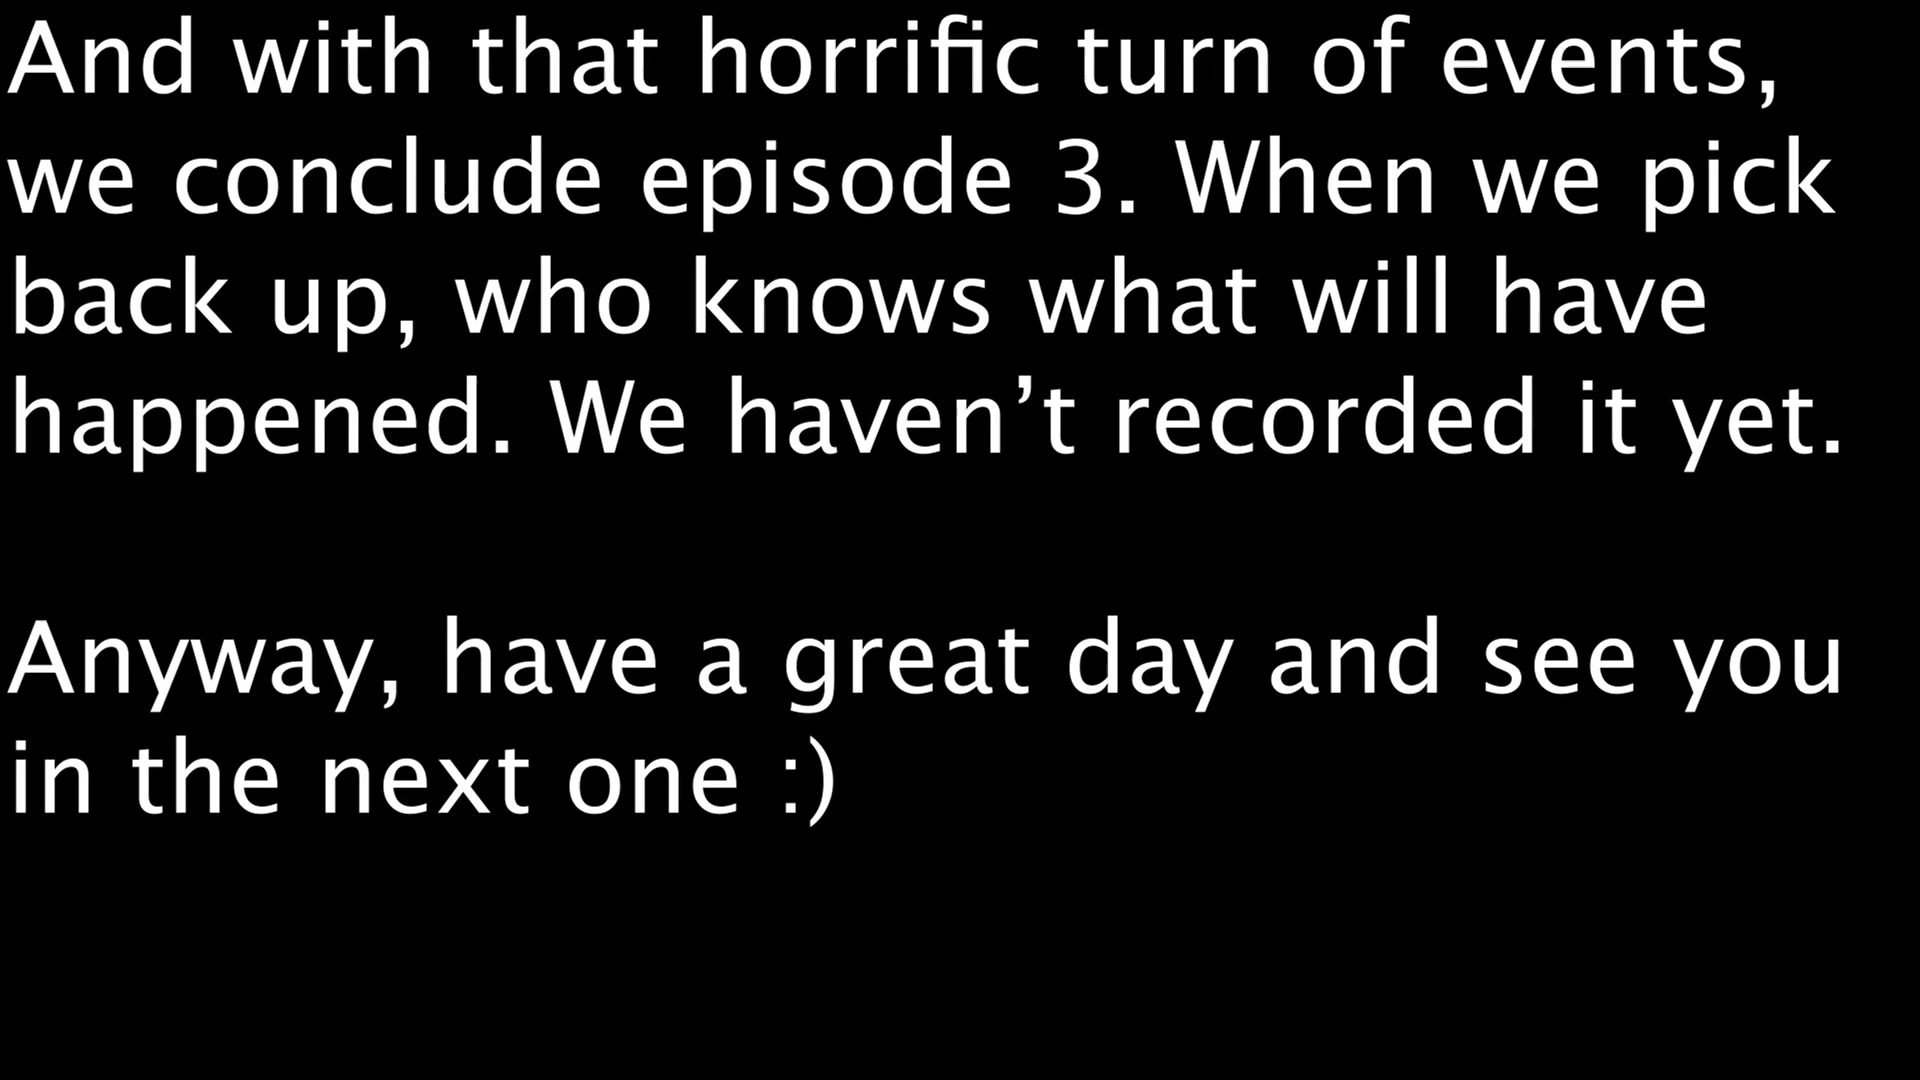 And with that horrific turn of events,
we conclude episode 3. When we pick
back up, who knows what will have
happened. We haven’t recorded it yet.
Anyway, have a great day and see you
in the next one :)